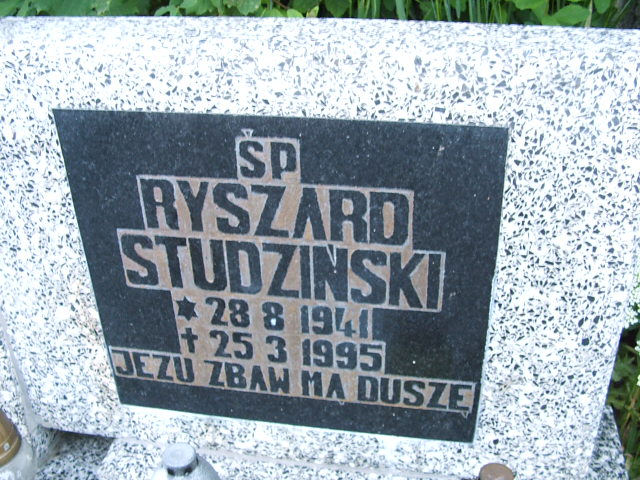 ŚP
RYSZARD
STUDZIŃSKI
✶ 28 8 1941
✝ 25 3 1995
JEZU ZBAW MĄ DUSZĘ